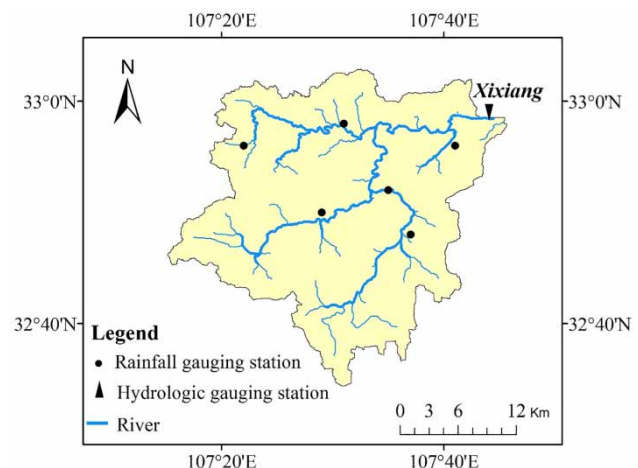 107°20'E 107°40'E
N
Xixiang
33°0'N 33°0'N
32°40'N 32°40'N
Legend
Rainfall gauging station
Hydrologic gauging station
River
0 3 6 12 Km
107°20'E 107°40'E